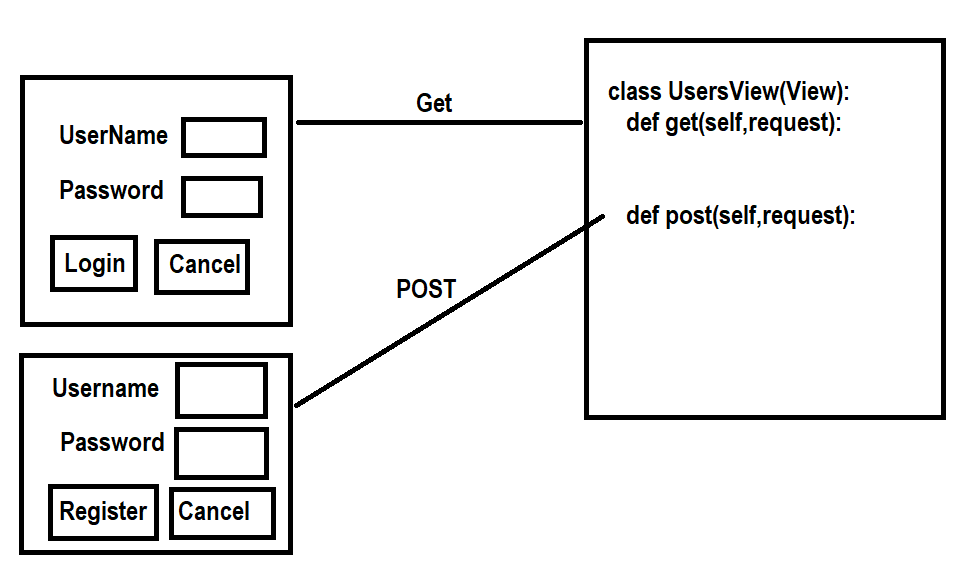 UserName
Password
Login
Cancel
Get
class UsersView(View):
def get(self,request):
def post(self,request):
POST
Username
Password
Register
Cancel